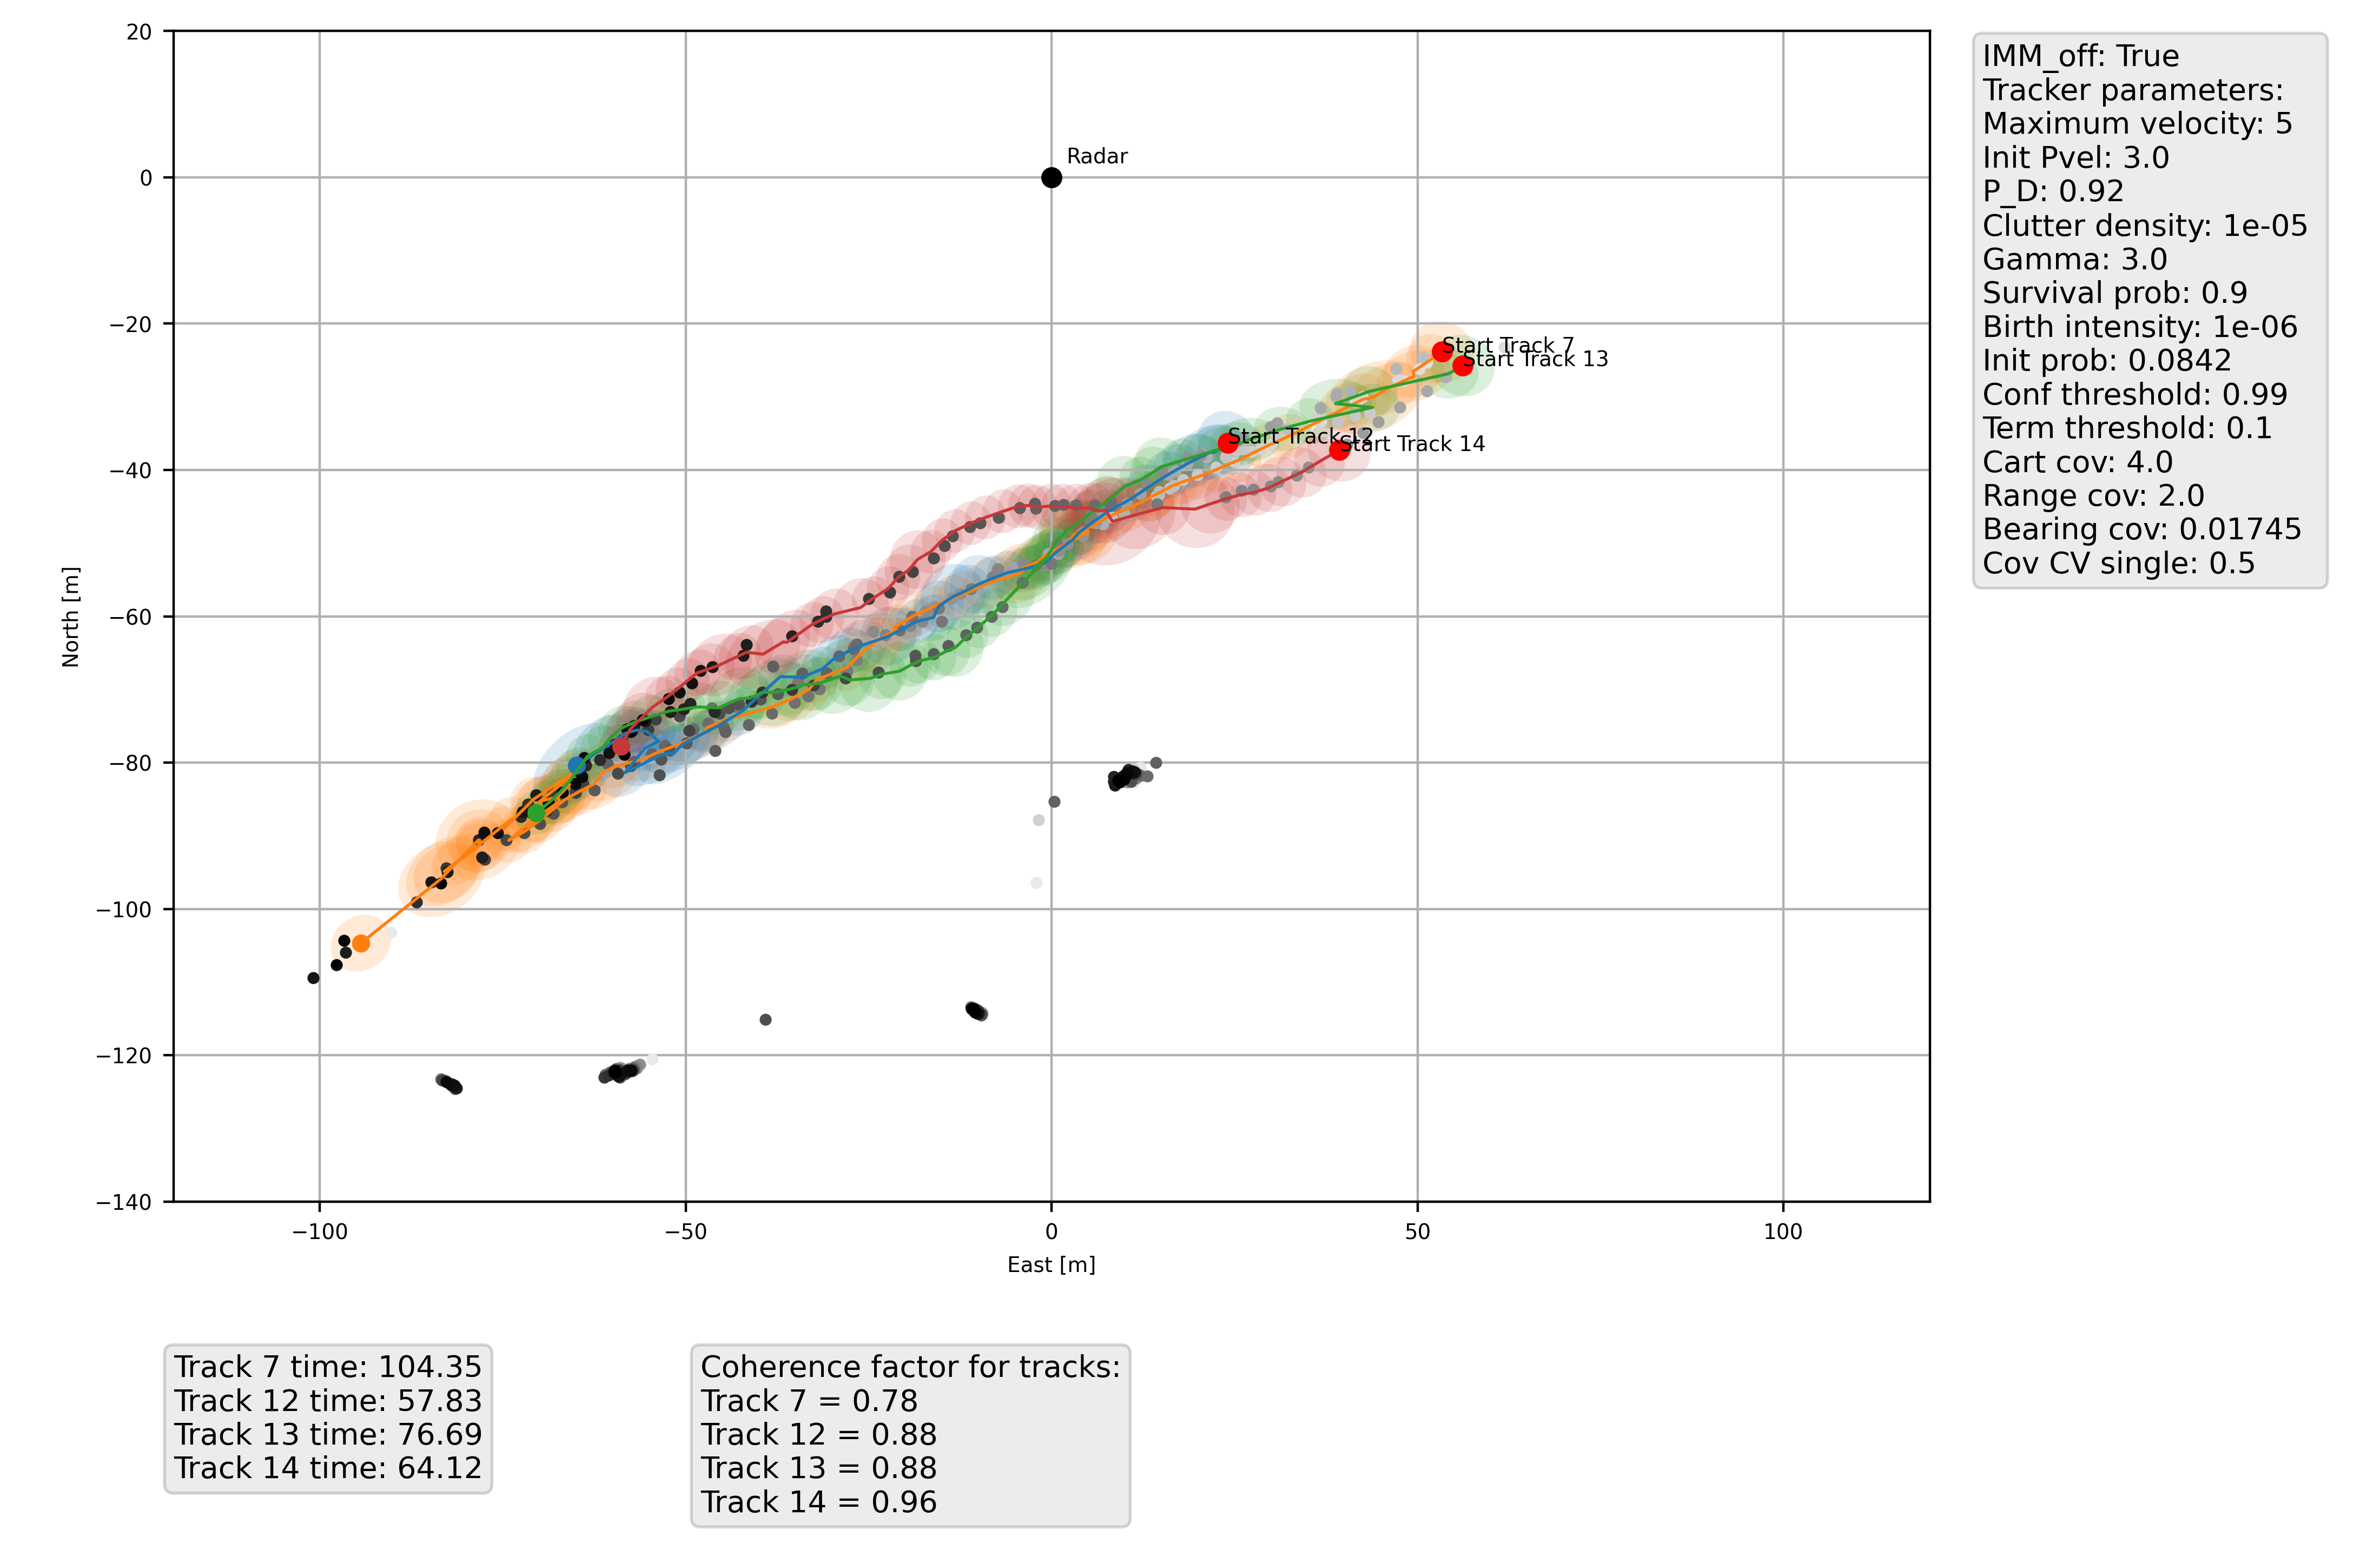 20
0
−20
−40
−60
−80
−100
−120
−140
North [m]
Radar
Start Track 7
Start Track 13
Start Track 12
Start Track 14
−100
−50
0
50
100
East [m]
IMM_off: True
Tracker parameters:
Maximum velocity: 5
Init Pvel: 3.0
P_D: 0.92
Clutter density: 1e-05
Gamma: 3.0
Survival prob: 0.9
Birth intensity: 1e-06
Init prob: 0.0842
Conf threshold: 0.99
Term threshold: 0.1
Cart cov: 4.0
Range cov: 2.0
Bearing cov: 0.01745
Cov CV single: 0.5
Track 7 time: 104.35
Track 12 time: 57.83
Track 13 time: 76.69
Track 14 time: 64.12
Coherence factor for tracks:
Track 7 = 0.78
Track 12 = 0.88
Track 13 = 0.88
Track 14 = 0.96